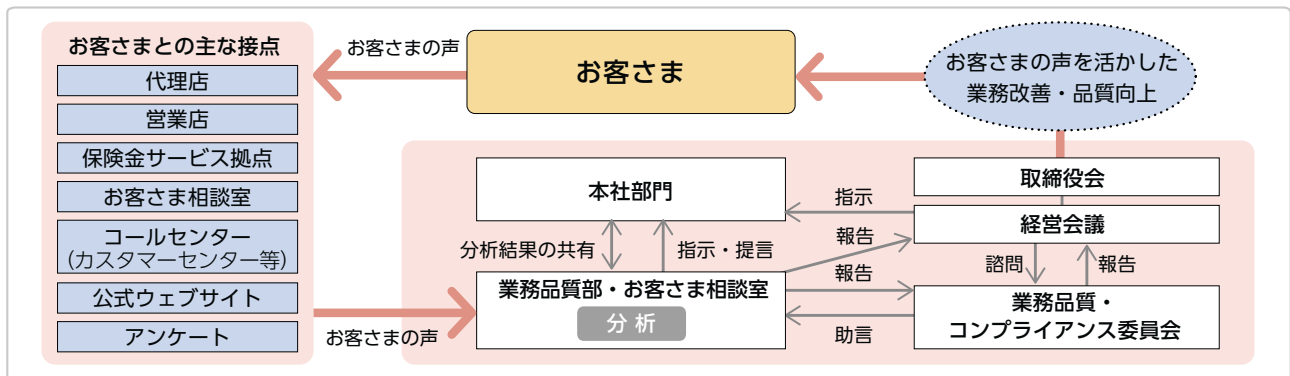 お客さまとの主な接点
代理店
営業店
保険金サービス拠点
お客さま相談室
コールセンター
(カスタマーセンター等)
公式ウェブサイト
アンケート
お客さまの声
お客さま
お客さまの声を活かした
業務改善・品質向上
お客さまの声
本社部門
分析結果の共有
指示・提言
業務品質部・お客さま相談室
分析
指示
報告
報告
助言
取締役会
経営会議
諮問
報告
業務品質・
コンプライアンス委員会